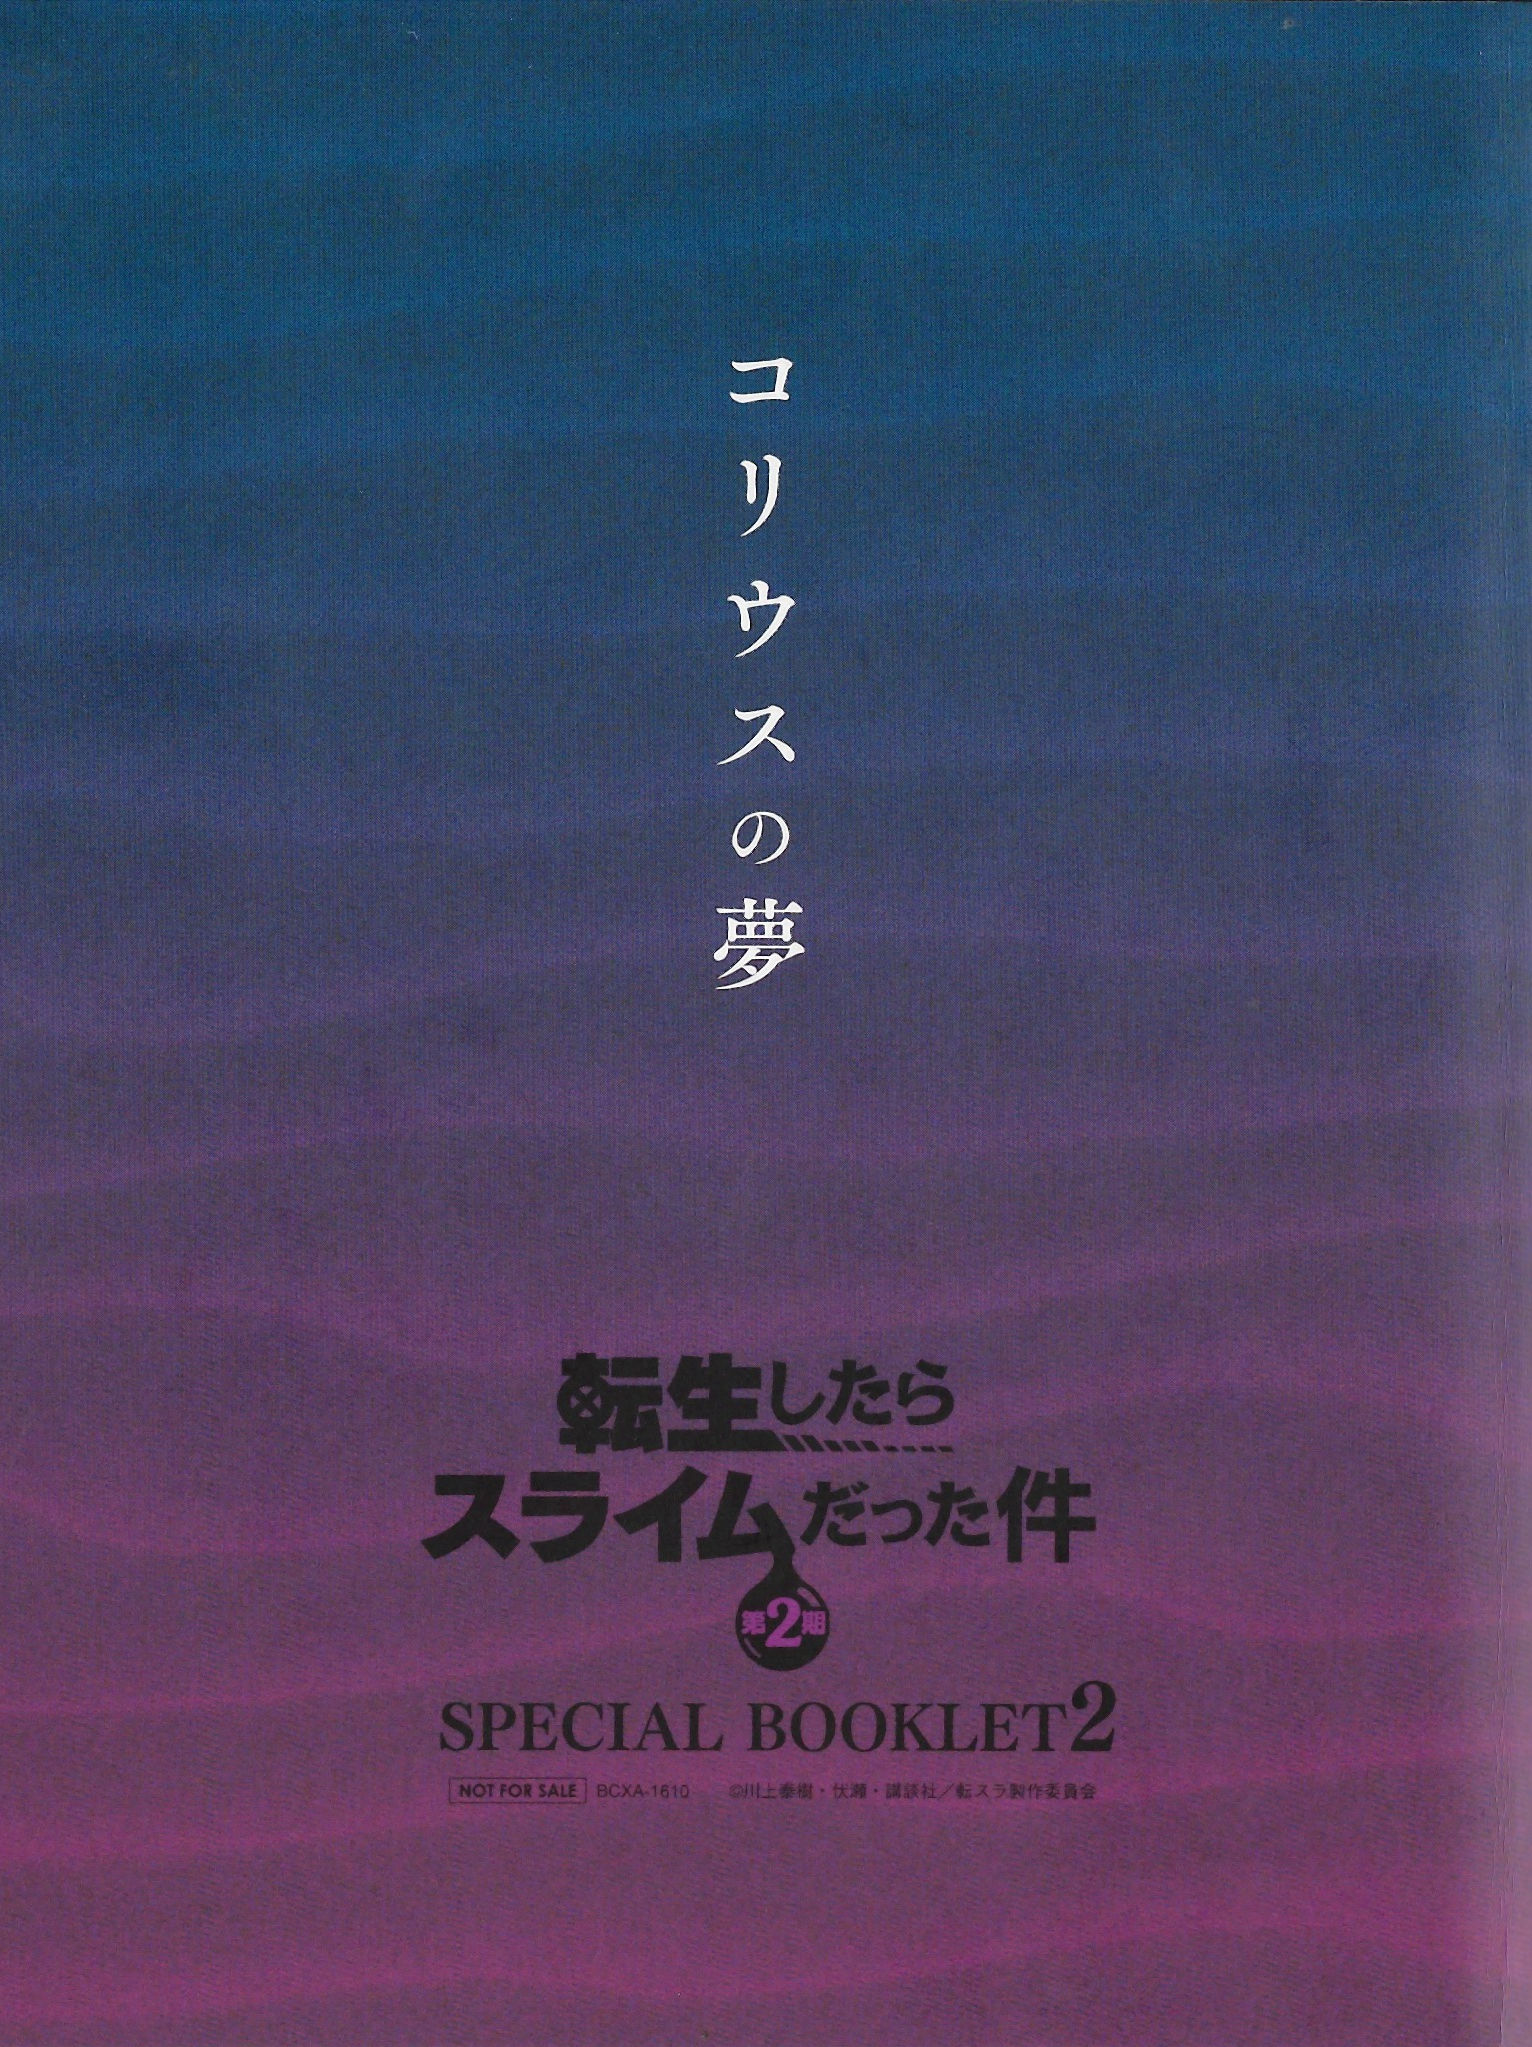 コリウスの夢
転生したら
スライムだった件
第2期
SPECIAL BOOKLET2
NOT FOR SALE BCXA-1610 ©川上泰樹・伏瀬・講談社／転スラ製作委員会